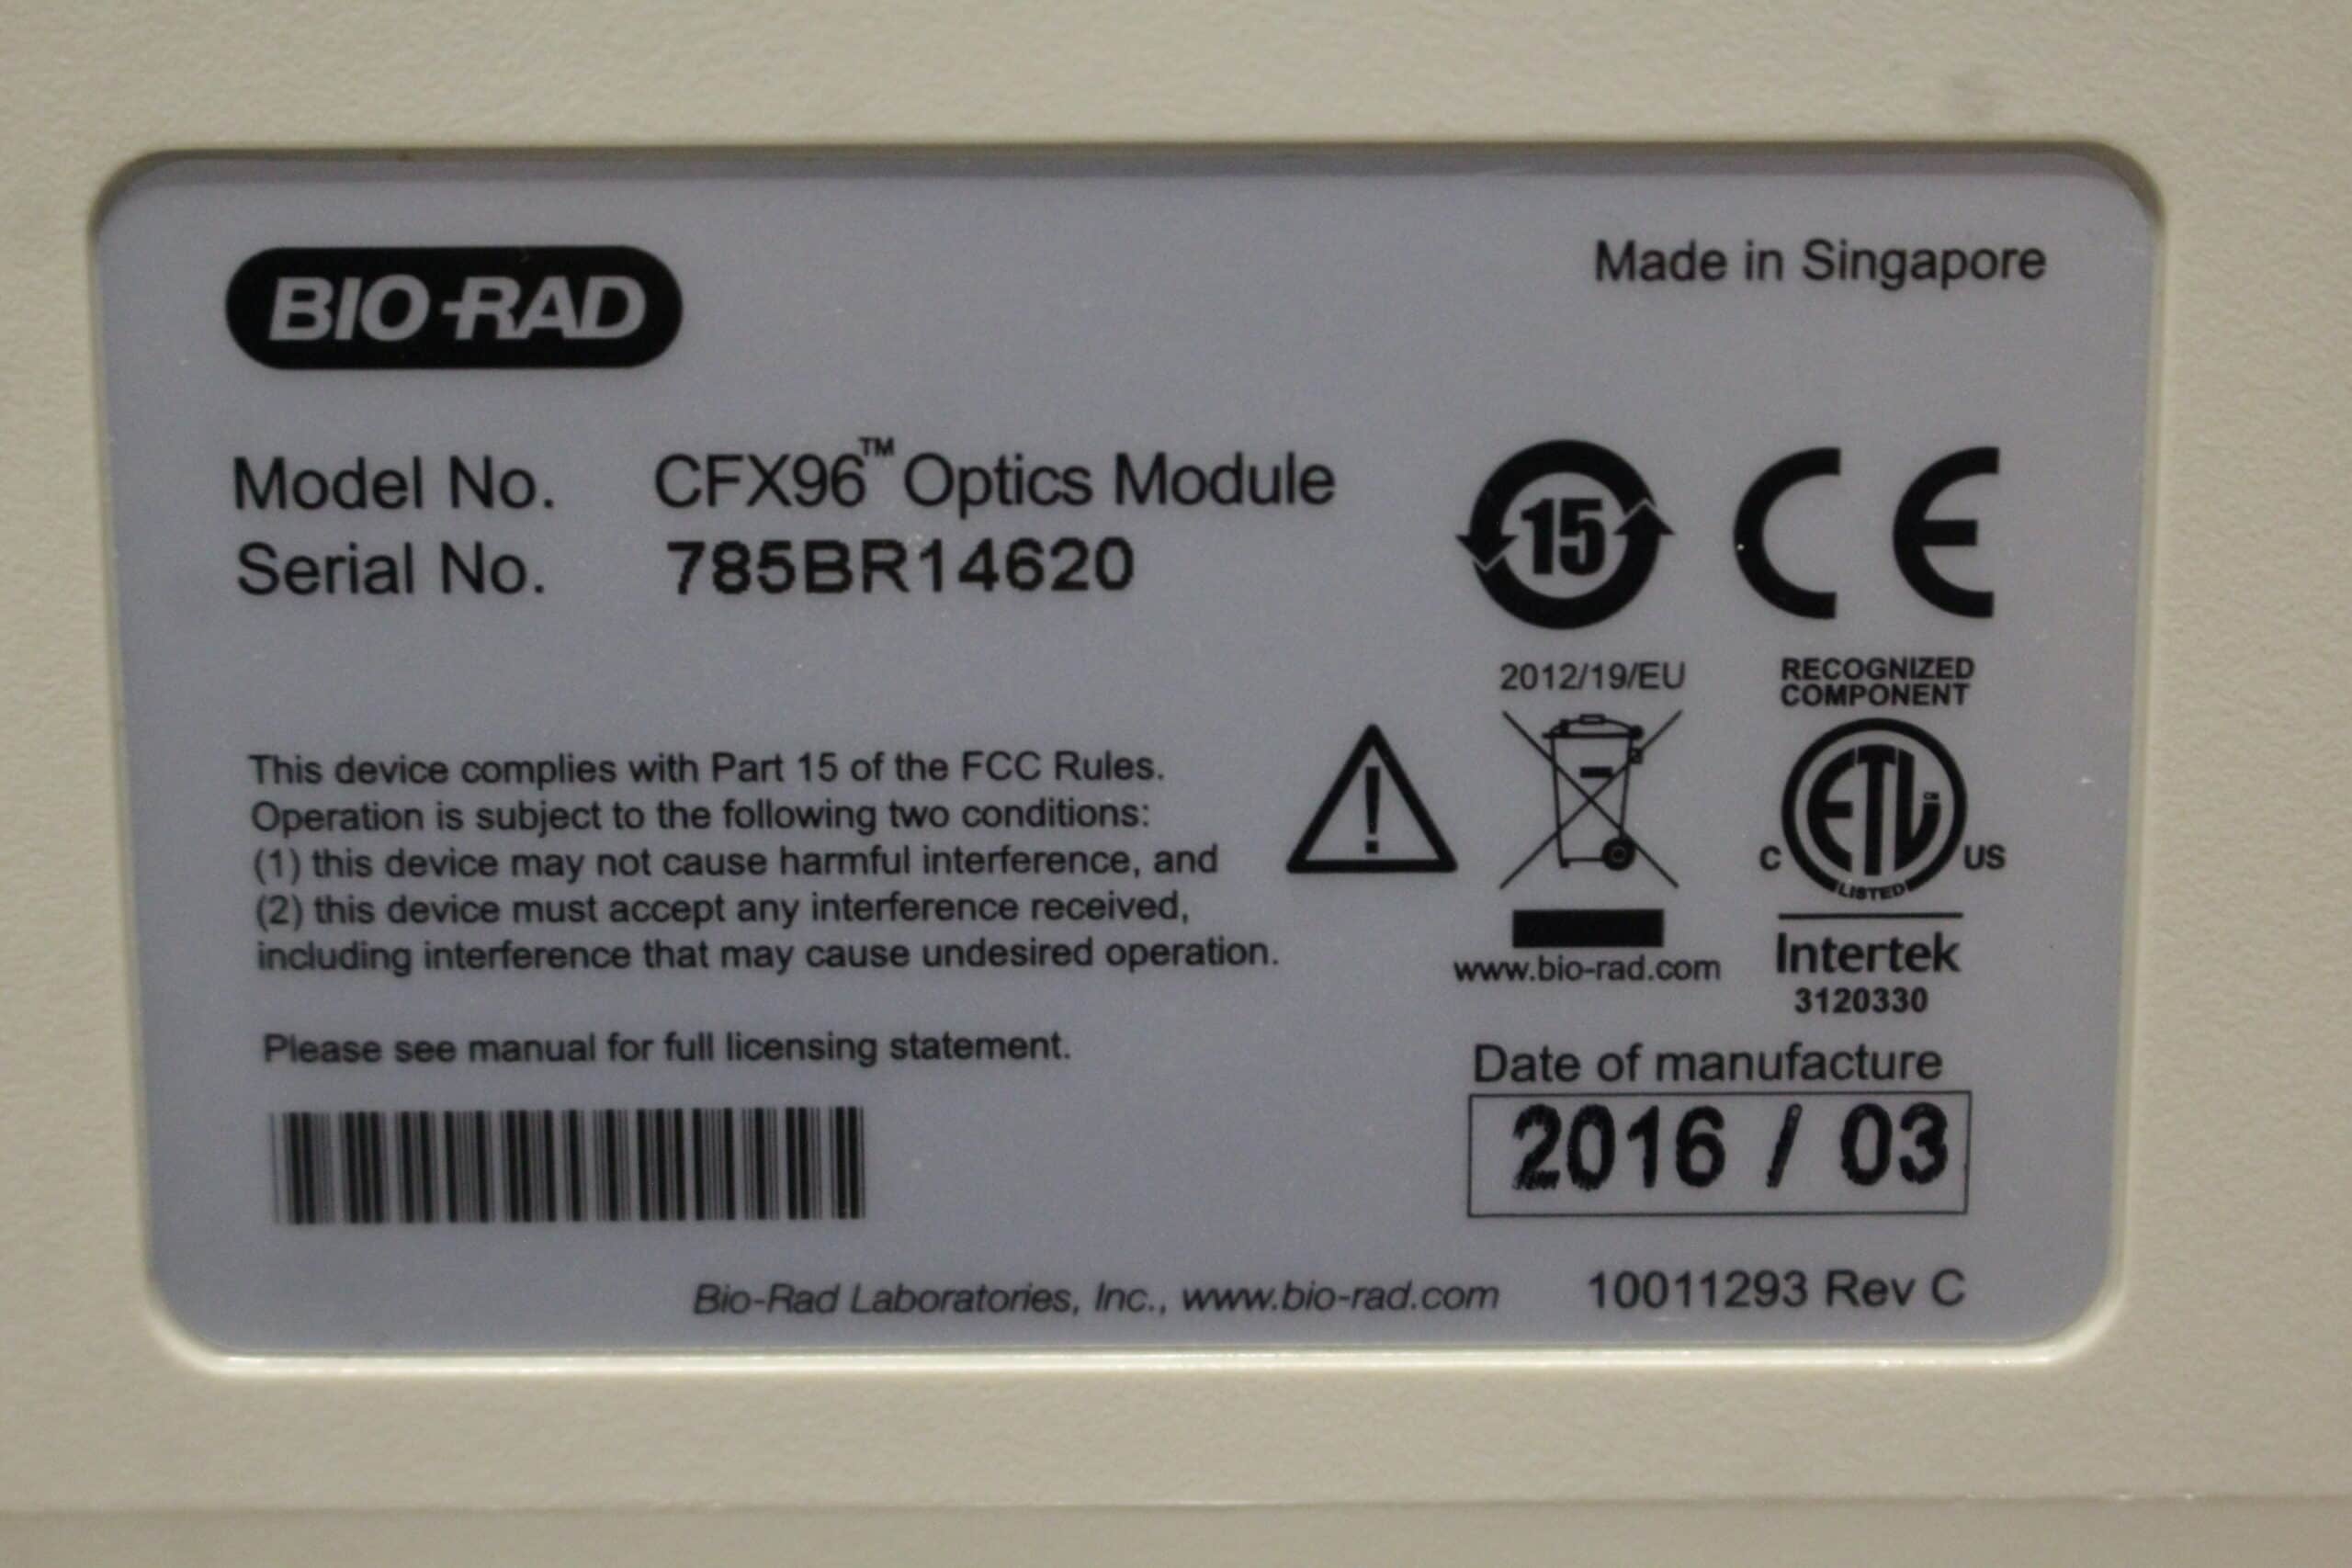 BIO-RAD
Made in Singapore
Model No. CFX96™ Optics Module
Serial No. 785BR14620
15
CE
2012/19/EU
RECOGNIZED
COMPONENT
This device complies with Part 15 of the FCC Rules.
Operation is subject to the following two conditions:
(1) this device may not cause harmful interference, and
(2) this device must accept any interference received,
including interference that may cause undesired operation.
!
ETL CM
C US
LISTED
www.bio-rad.com
Intertek
3120330
Please see manual for full licensing statement.
Date of manufacture
2016 / 03
Bio-Rad Laboratories, Inc., www.bio-rad.com
10011293 Rev C